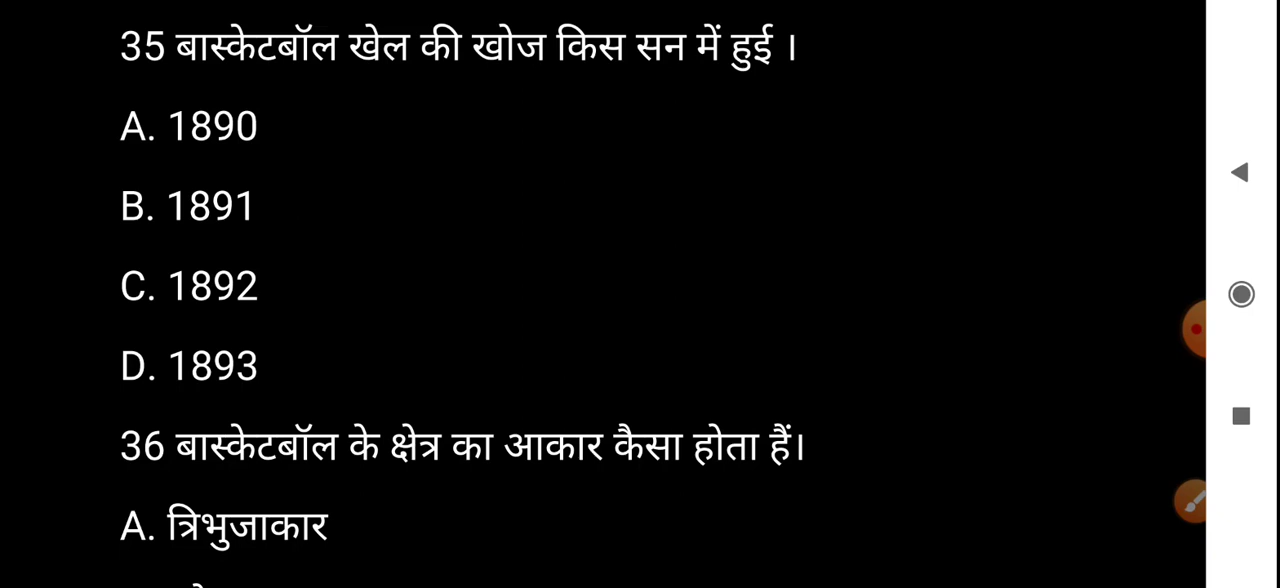 35 बास्केटबॉल खेल की खोज किस सन में हुई ।
A. 1890
B. 1891
C. 1892
D. 1893
36 बास्केटबॉल के क्षेत्र का आकार कैसा होता हैं।
A. त्रिभुजाकार